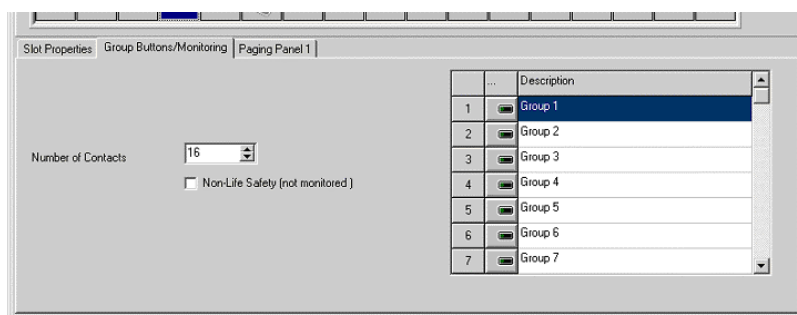 Slot Properties Group Buttons/Monitoring Paging Panel 1
... Description
1 Group 1
2 Group 2
3 Group 3
4 Group 4
5 Group 5
6 Group 6
7 Group 7
Number of Contacts 16
Non-Life Safety (not monitored )